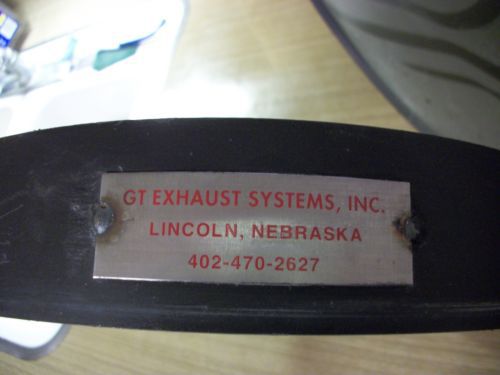 GT EXHAUST SYSTEMS, INC.
LINCOLN, NEBRASKA
402-470-2627